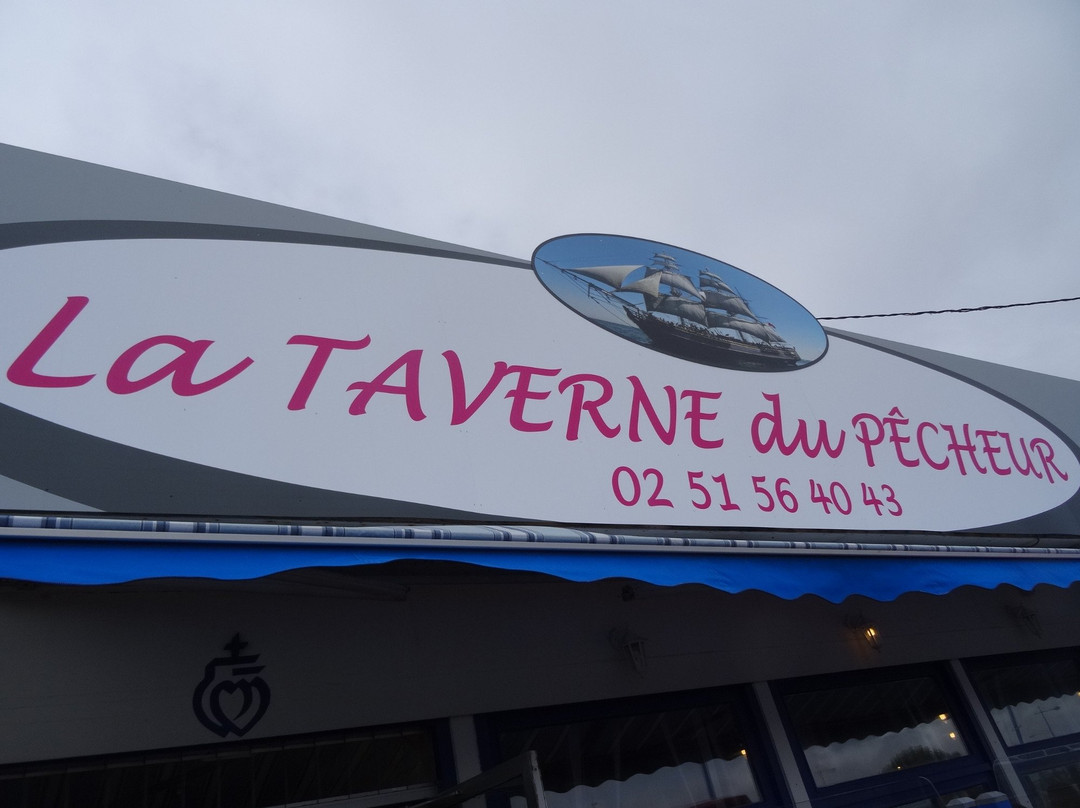 La TAVERNE du PÊCHEUR
02 51 56 40 43